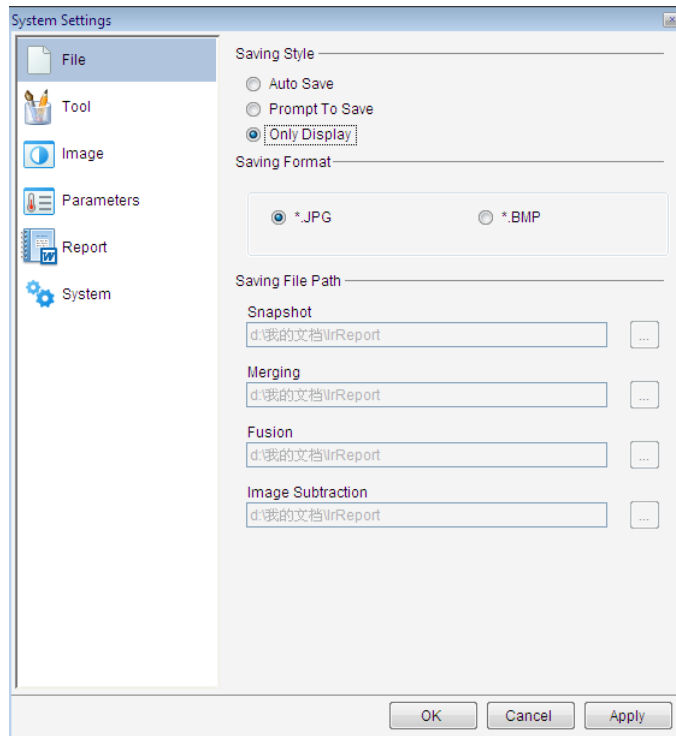 System Settings
File
Tool
Image
Parameters
Report
System
Saving Style
Auto Save
Prompt To Save
Only Display
Saving Format
*.JPG
*.BMP
Saving File Path
Snapshot
d:\我的文档\IrReport
...
Merging
d:\我的文档\IrReport
...
Fusion
d:\我的文档\IrReport
...
Image Subtraction
d:\我的文档\IrReport
...
OK
Cancel
Apply